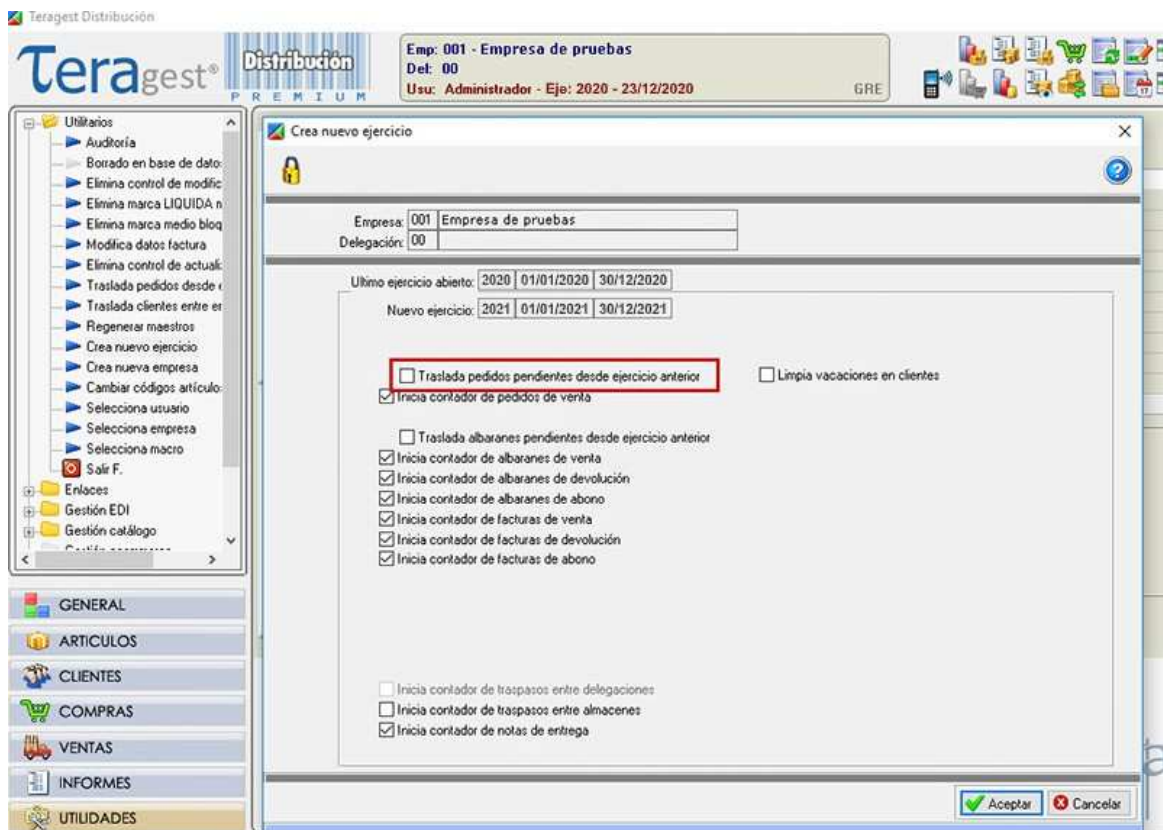 Teragest Distribución
Teragest® Distribución
PREMIUM
Emp: 001 - Empresa de pruebas
Del: 00
Usu: Administrador - Eje: 2020 - 23/12/2020
GRE
Utilitarios
Auditoría
Borrado en base de dato
Elimina control de modific
Elimina marca LIQUIDA n
Elimina marca medio bloq
Modifica datos factura
Elimina control de actuali
Traslada pedidos desde e
Traslada clientes entre em
Regenerar maestros
Crea nuevo ejercicio
Crea nueva empresa
Cambiar códigos artículo
Selecciona usuario
Selecciona empresa
Selecciona macro
Salir F.
Enlaces
Gestión EDI
Gestión catálogo
GENERAL
ARTICULOS
CLIENTES
COMPRAS
VENTAS
INFORMES
UTILIDADES
Crea nuevo ejercicio
Empresa: 001 Empresa de pruebas
Delegación: 00
Ultimo ejercicio abierto: 2020 01/01/2020 30/12/2020
Nuevo ejercicio: 2021 01/01/2021 30/12/2021
Traslada pedidos pendientes desde ejercicio anterior
Limpia vacaciones en clientes
Inicia contador de pedidos de venta
Traslada albaranes pendientes desde ejercicio anterior
Inicia contador de albaranes de venta
Inicia contador de albaranes de devolución
Inicia contador de albaranes de abono
Inicia contador de facturas de venta
Inicia contador de facturas de devolución
Inicia contador de facturas de abono
Inicia contador de traspasos entre delegaciones
Inicia contador de traspasos entre almacenes
Inicia contador de notas de entrega
Aceptar Cancelar